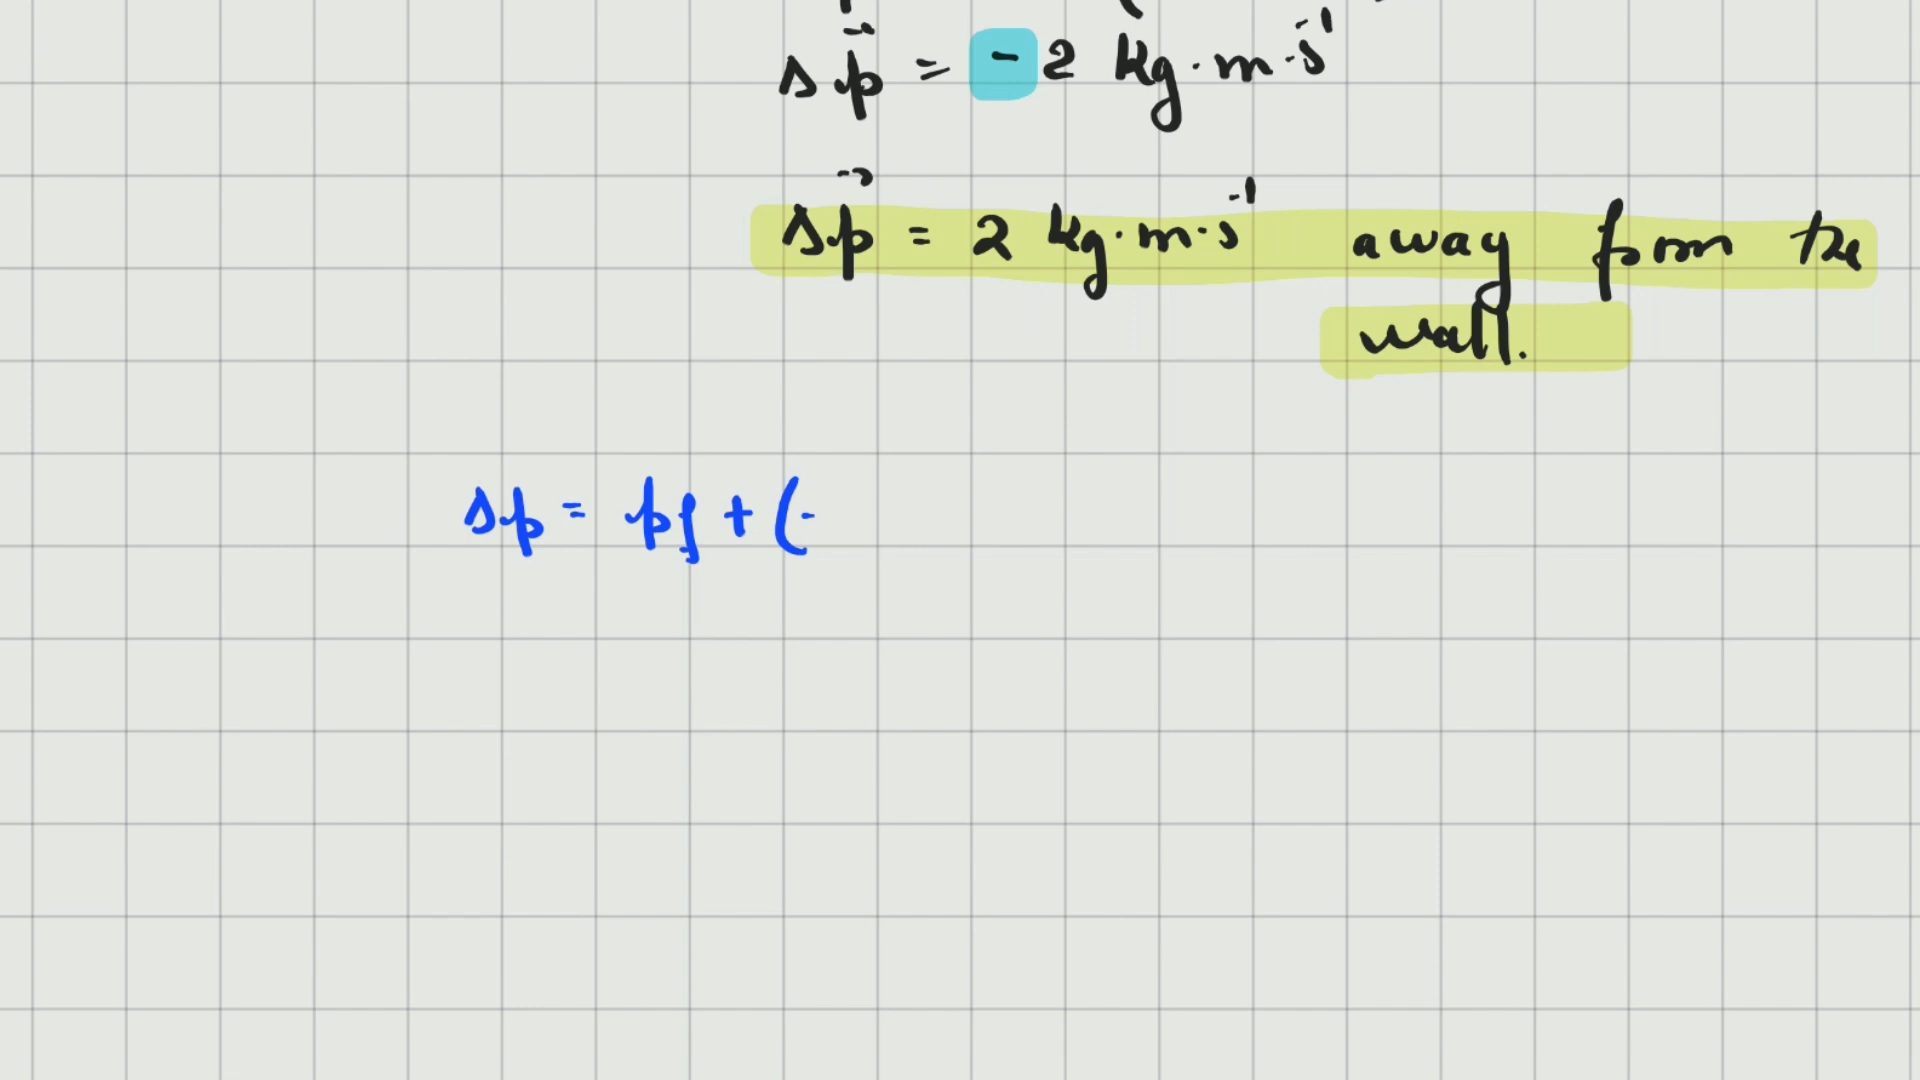 Δp⃗ = -2 kg·m·s⁻¹
Δp⃗ = 2 kg·m·s⁻¹ away from the
wall.
Δp = pf + (-